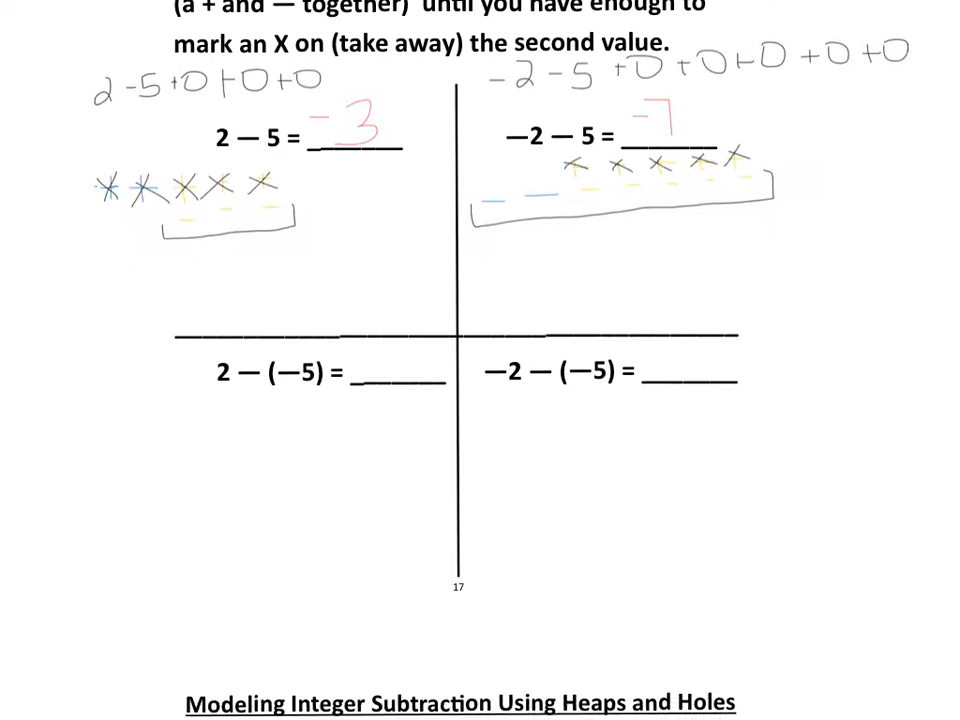 (a + and — together) until you have enough to
mark an X on (take away) the second value.
2 -5 +0 +0 +0
-2 -5 +0 +0 +0 +0 +0
2 — 5 = -3
—2 — 5 = -7
2 — (—5) = ______
—2 — (—5) = ______
17
Modeling Integer Subtraction Using Heaps and Holes